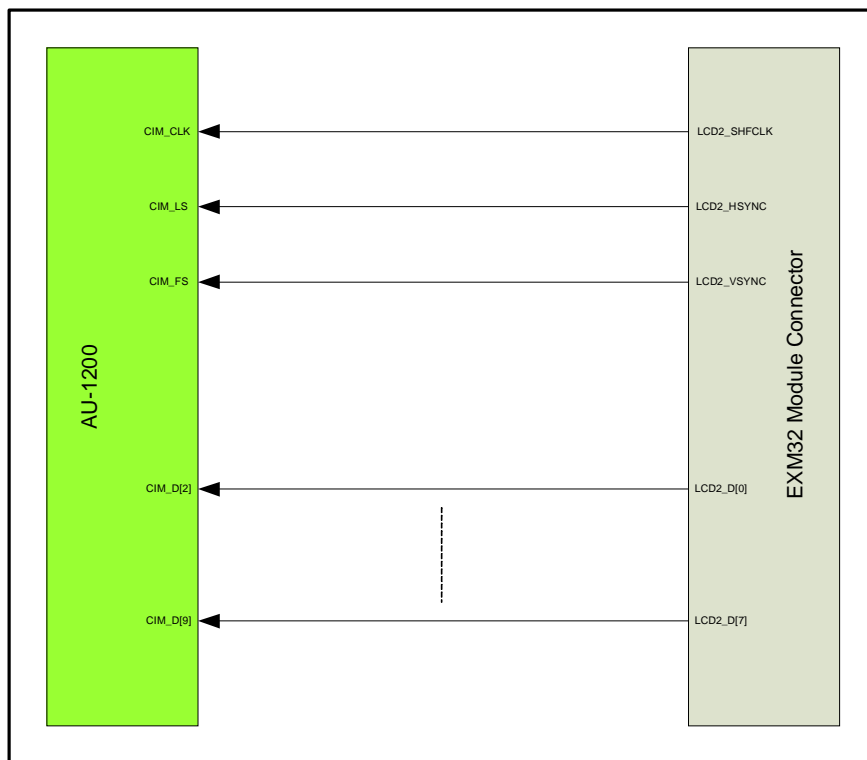 CIM_CLK
LCD2_SHFCLK
CIM_LS
LCD2_HSYNC
CIM_FS
LCD2_VSYNC
AU-1200
EXM32 Module Connector
CIM_D[2]
LCD2_D[0]
CIM_D[9]
LCD2_D[7]